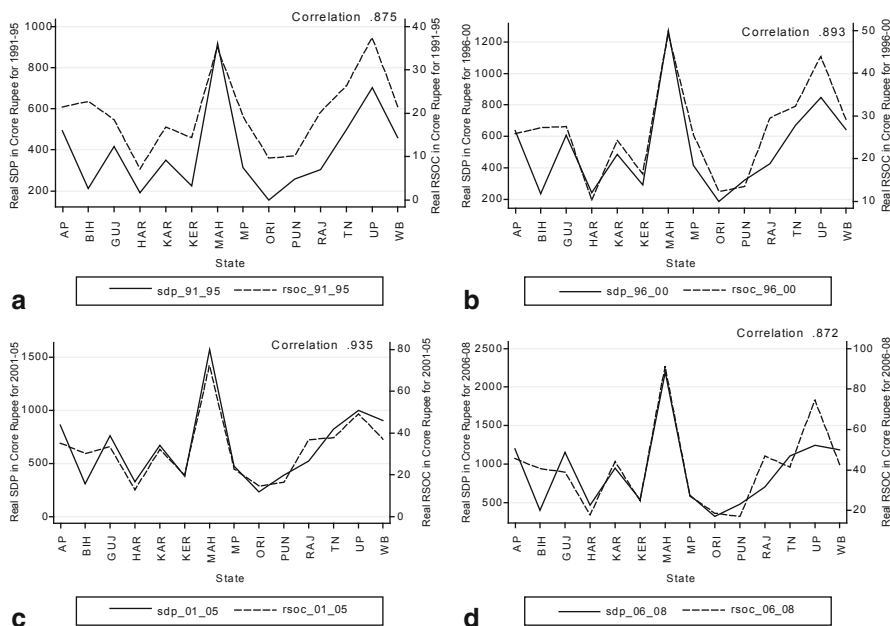 Correlation .875
Real SDP in Crore Rupee for 1991-95
1000
800
600
400
200
40
30
20
10
0
Real RSOC in Crore Rupee for 1991-95
AP BIH GUJ HAR KAR KER MAH MP ORI PUN RAJ TN UP WB
State
a
sdp_91_95 rsoc_91_95
Correlation .893
Real SDP in Crore Rupee for 1996-00
1200
1000
800
600
400
200
50
40
30
20
10
Real RSOC in Crore Rupee for 1996-00
AP BIH GUJ HAR KAR KER MAH MP ORI PUN RAJ TN UP WB
State
b
sdp_96_00 rsoc_96_00
Correlation .935
Real SDP in Crore Rupee for 2001-05
1500
1000
500
0
80
60
40
20
0
Real RSOC in Crore Rupee for 2001-05
AP BIH GUJ HAR KAR KER MAH MP ORI PUN RAJ TN UP WB
State
c
sdp_01_05 rsoc_01_05
Correlation .872
Real SDP in Crore Rupee for 2006-08
2500
2000
1500
1000
500
100
80
60
40
20
Real RSOC in Crore Rupee for 2006-08
AP BIH GUJ HAR KAR KER MAH MP ORI PUN RAJ TN UP WB
State
d
sdp_06_08 rsoc_06_08